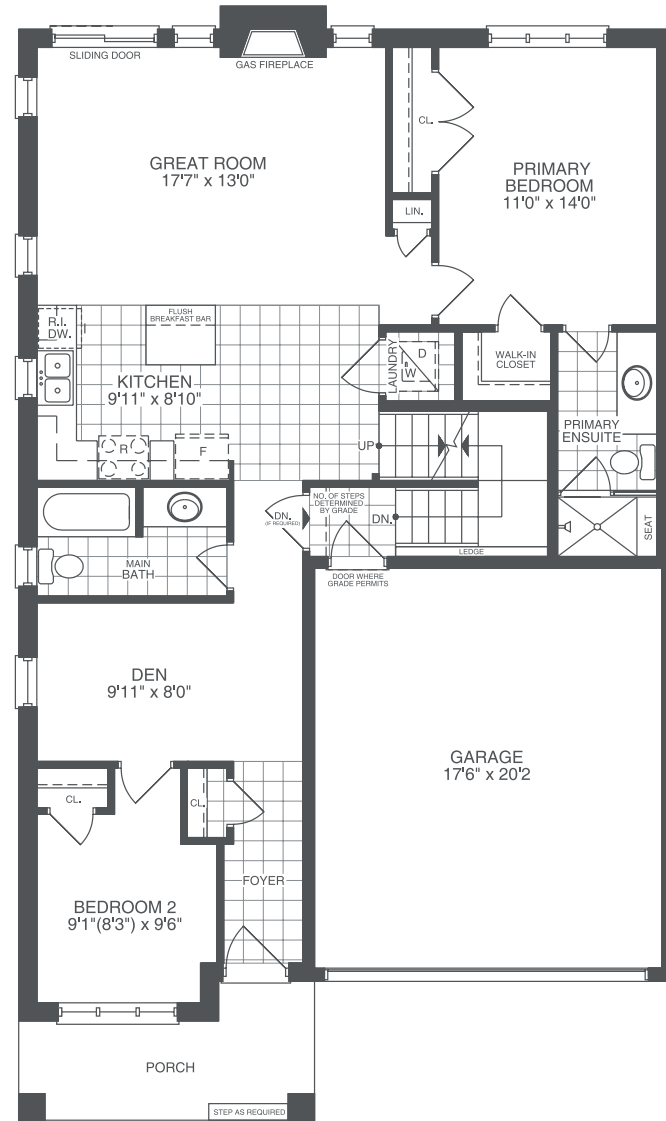 SLIDING DOOR
GAS FIREPLACE
CL.
GREAT ROOM
17'7" x 13'0"
PRIMARY
BEDROOM
11'0" x 14'0"
LIN.
R.I.
DW.
FLUSH
BREAKFAST BAR
LAUNDRY
D
W
WALK-IN
CLOSET
KITCHEN
9'11" x 8'10"
PRIMARY
ENSUITE
R
F
UP
NO. OF STEPS
DETERMINED
BY GRADE
DN.
(IF REQUIRED)
DN.
SEAT
LEDGE
MAIN
BATH
DOOR WHERE
GRADE PERMITS
DEN
9'11" x 8'0"
GARAGE
17'6" x 20'2
CL.
CL.
FOYER
BEDROOM 2
9'1"(8'3") x 9'6"
PORCH
STEP AS REQUIRED